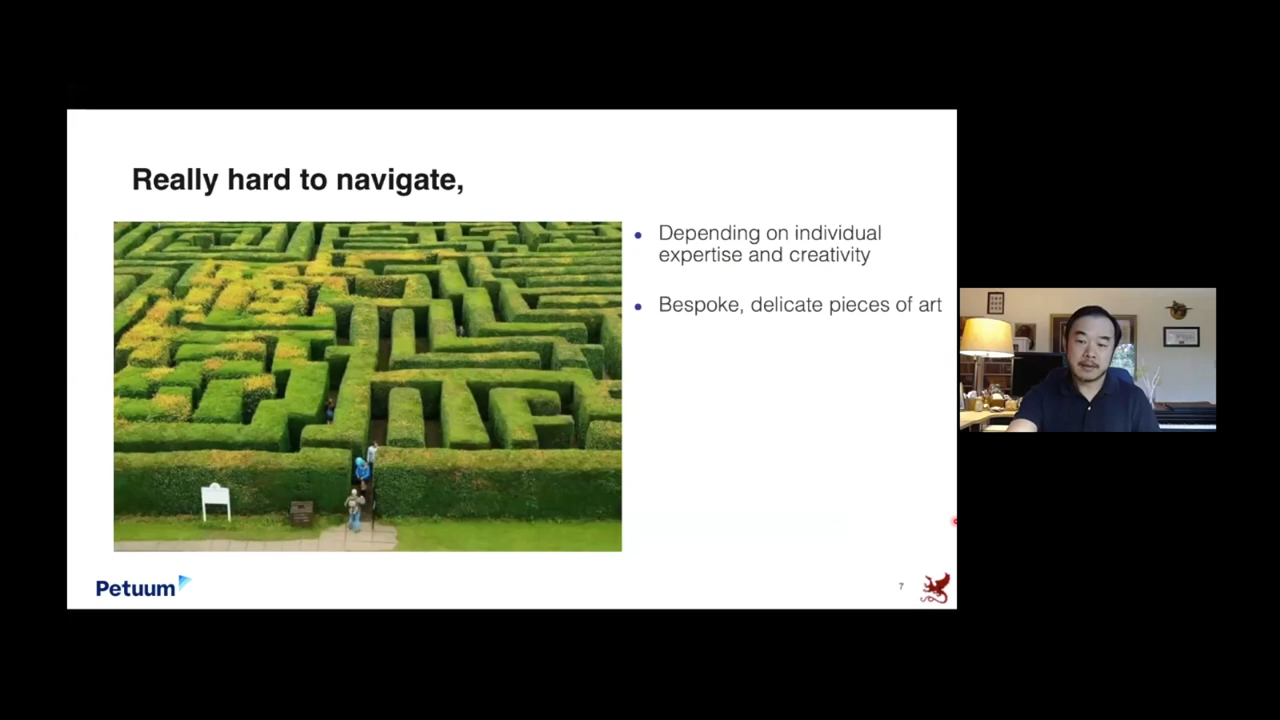 Really hard to navigate,
Depending on individual
expertise and creativity
Bespoke, delicate pieces of art
Petuum
7